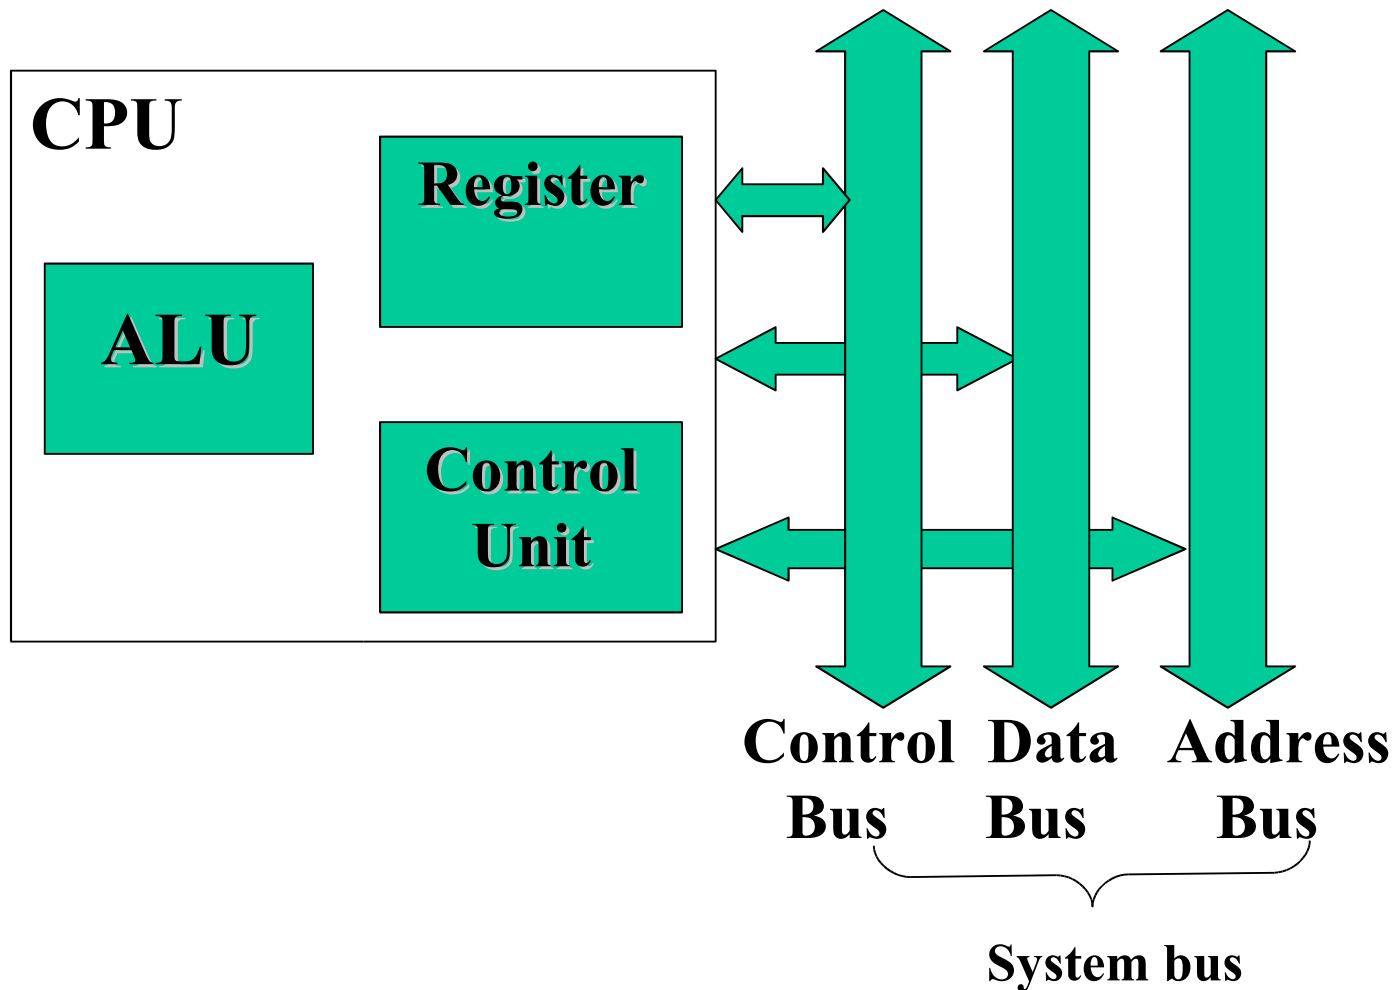 CPU
Register
ALU
Control
Unit
Control Data Address
Bus Bus Bus
System bus